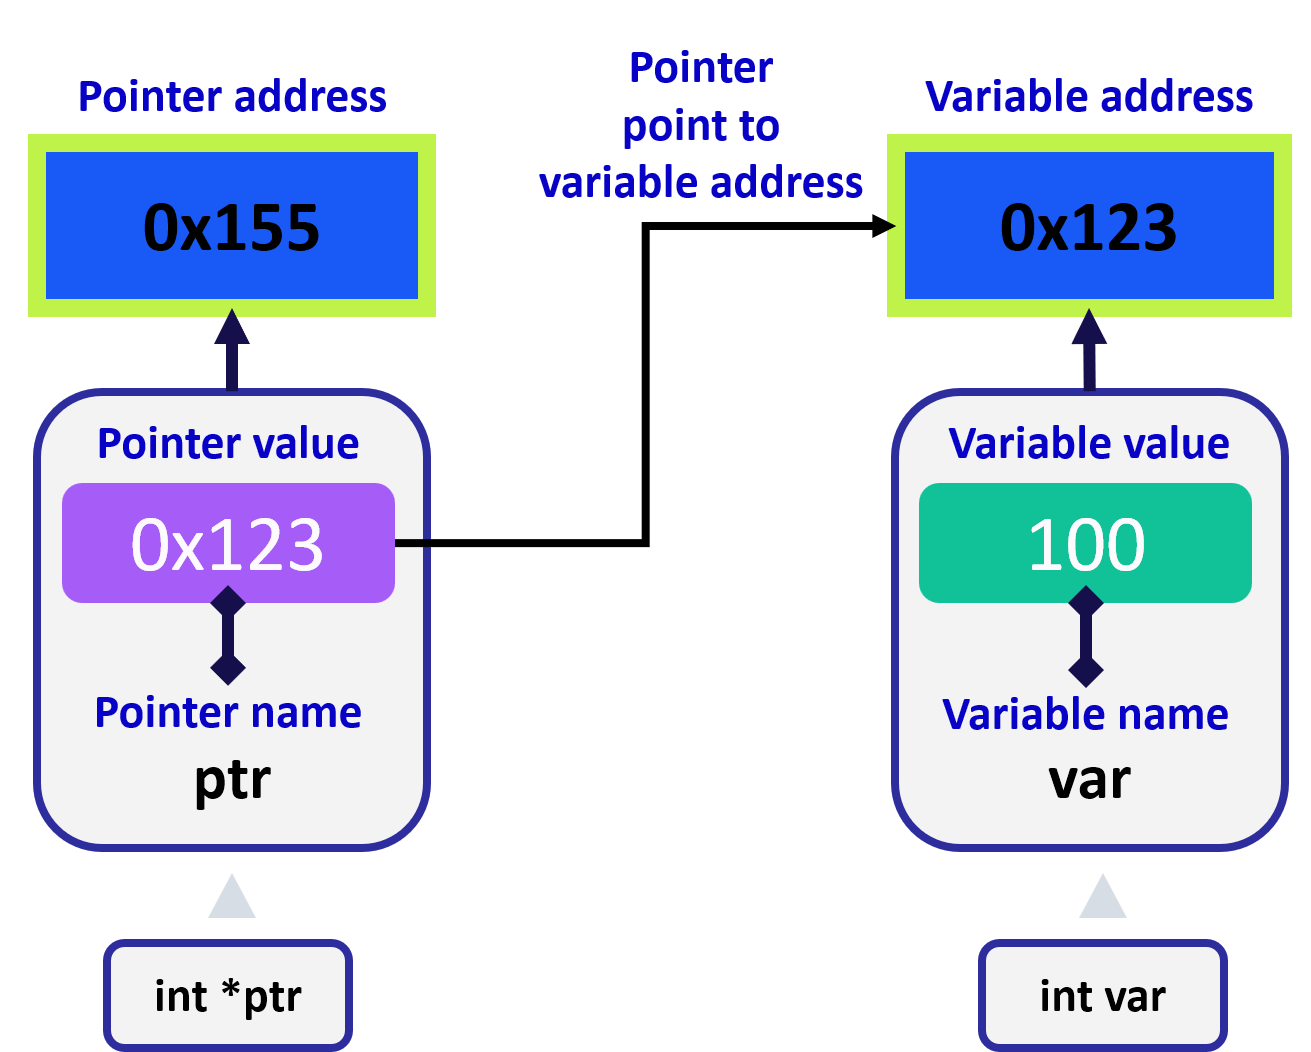 Pointer address
0x155
Pointer value
0x123
Pointer name
ptr
int *ptr
Pointer
point to
variable address
Variable address
0x123
Variable value
100
Variable name
var
int var